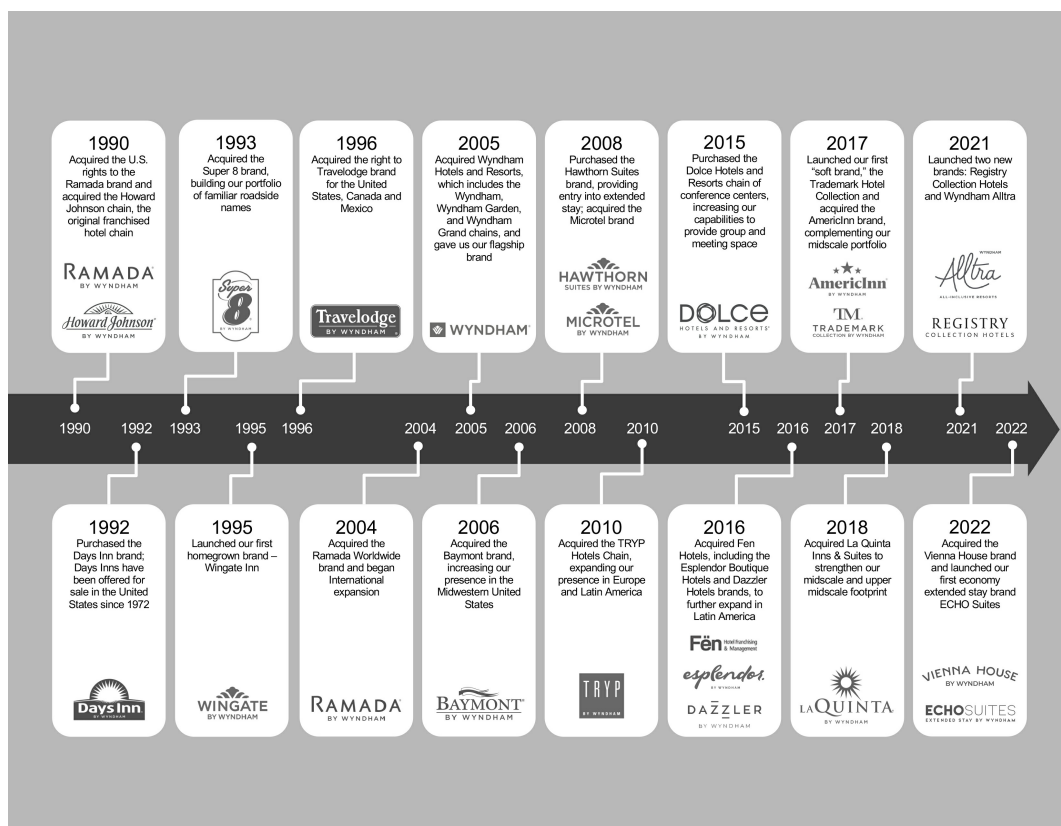 1990
Acquired the U.S.
rights to the
Ramada brand and
acquired the Howard
Johnson chain, the
original franchised
hotel chain
RAMADA®
BY WYNDHAM
Howard Johnson®
BY WYNDHAM
1993
Acquired the
Super 8 brand,
building our portfolio
of familiar roadside
names
Super
8
BY WYNDHAM
1996
Acquired the right to
Travelodge brand
for the United
States, Canada and
Mexico
Travelodge
BY WYNDHAM
2005
Acquired Wyndham
Hotels and Resorts,
which includes the
Wyndham,
Wyndham Garden,
and Wyndham
Grand chains, and
gave us our flagship
brand
WYNDHAM®
2008
Purchased the
Hawthorn Suites
brand, providing
entry into extended
stay; acquired the
Microtel brand
HAWTHORN
SUITES BY WYNDHAM
MICROTEL
BY WYNDHAM
2015
Purchased the
Dolce Hotels and
Resorts chain of
conference centers,
increasing our
capabilities to
provide group and
meeting space
DOLCE
HOTELS AND RESORTS®
BY WYNDHAM
2017
Launched our first
“soft brand,” the
Trademark Hotel
Collection and
acquired the
AmericInn brand,
complementing our
midscale portfolio
AmericInn®
BY WYNDHAM
TM
TRADEMARK
COLLECTION BY WYNDHAM
2021
Launched two new
brands: Registry
Collection Hotels
and Wyndham Alltra
WYNDHAM
Alltra
ALL-INCLUSIVE RESORTS
REGISTRY
COLLECTION HOTELS
1990 1992 1993 1995 1996 2004 2005 2006 2008 2010 2015 2016 2017 2018 2021 2022
1992
Purchased the
Days Inn brand;
Days Inns have
been offered for
sale in the United
States since 1972
Days Inn
BY WYNDHAM
1995
Launched our first
homegrown brand –
Wingate Inn
WINGATE
BY WYNDHAM
2004
Acquired the
Ramada Worldwide
brand and began
International
expansion
RAMADA®
BY WYNDHAM
2006
Acquired the
Baymont brand,
increasing our
presence in the
Midwestern United
States
BAYMONT®
BY WYNDHAM
2010
Acquired the TRYP
Hotels Chain,
expanding our
presence in Europe
and Latin America
TRYP
BY WYNDHAM
2016
Acquired Fen
Hotels, including the
Esplendor Boutique
Hotels and Dazzler
Hotels brands, to
further expand in
Latin America
Fën Hotel franchising
& Management
esplendor.
BY WYNDHAM
DAZZLER
BY WYNDHAM
2018
Acquired La Quinta
Inns & Suites to
strengthen our
midscale and upper
midscale footprint
LA QUINTA®
BY WYNDHAM
2022
Acquired the
Vienna House brand
and launched our
first economy
extended stay brand
ECHO Suites
VIENNA HOUSE
BY WYNDHAM
ECHOSUITES
EXTENDED STAY BY WYNDHAM